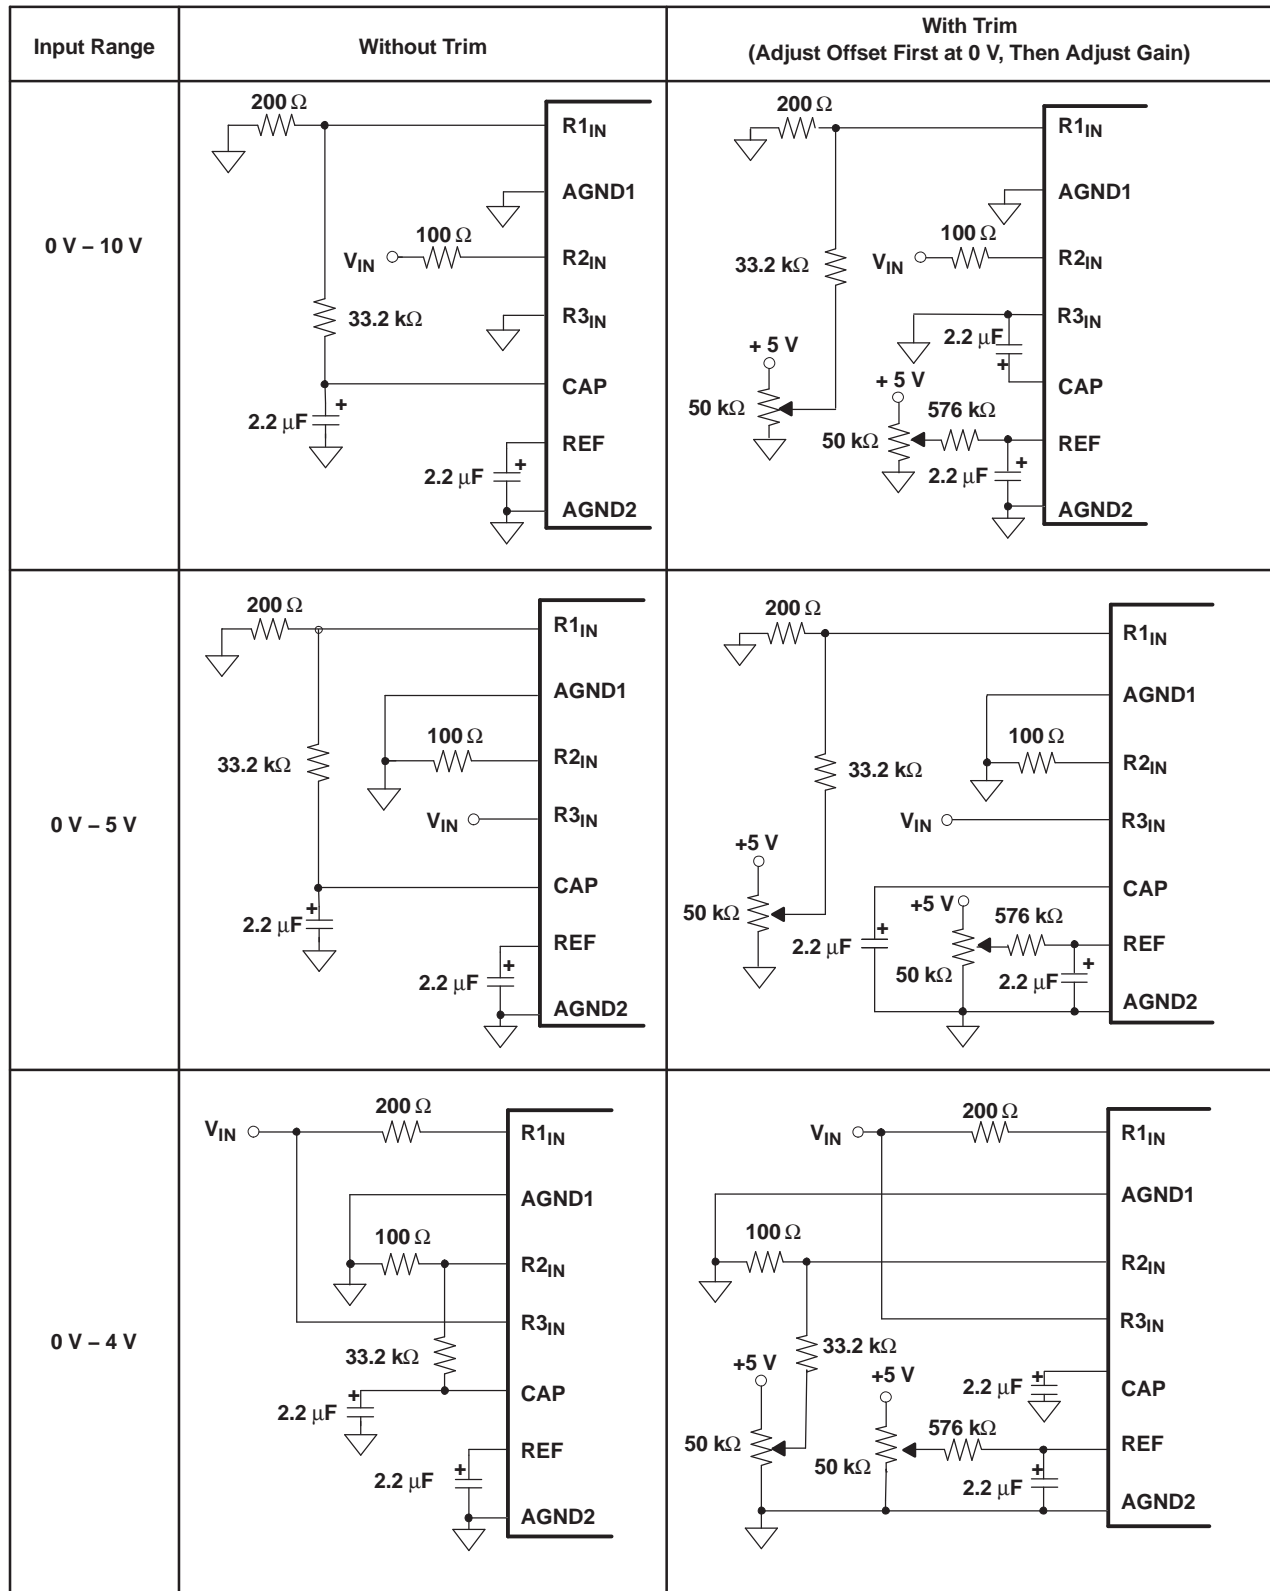 Input Range
Without Trim
With Trim
(Adjust Offset First at 0 V, Then Adjust Gain)
0 V – 10 V
200 Ω
R1IN
AGND1
100 Ω
VIN
R2IN
33.2 kΩ
R3IN
CAP
+
2.2 μF
REF
+
2.2 μF
AGND2
200 Ω
R1IN
AGND1
100 Ω
33.2 kΩ
VIN
R2IN
R3IN
2.2 μF
+
+ 5 V
CAP
+ 5 V
50 kΩ
576 kΩ
50 kΩ
REF
+
2.2 μF
AGND2
0 V – 5 V
200 Ω
R1IN
AGND1
100 Ω
33.2 kΩ
R2IN
VIN
R3IN
CAP
+
2.2 μF
REF
+
2.2 μF
AGND2
200 Ω
R1IN
AGND1
100 Ω
33.2 kΩ
R2IN
VIN
R3IN
+5 V
CAP
+5 V
50 kΩ
576 kΩ
+
2.2 μF
REF
+
50 kΩ
2.2 μF
AGND2
0 V – 4 V
200 Ω
VIN
R1IN
AGND1
100 Ω
R2IN
R3IN
33.2 kΩ
CAP
+
2.2 μF
REF
+
2.2 μF
AGND2
200 Ω
VIN
R1IN
AGND1
100 Ω
R2IN
R3IN
33.2 kΩ
+5 V
+5 V
+
2.2 μF
CAP
576 kΩ
50 kΩ
REF
50 kΩ
+
2.2 μF
AGND2